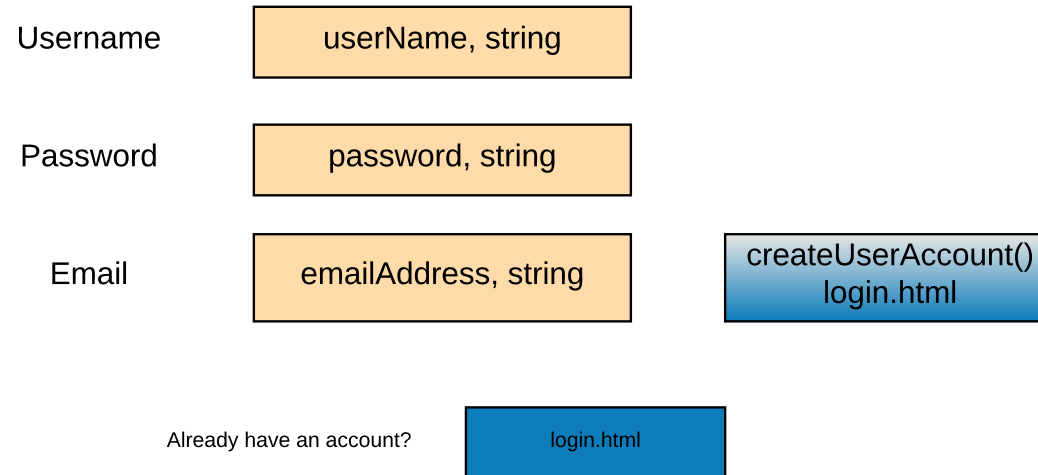 Username
userName, string
Password
password, string
Email
emailAddress, string
createUserAccount()
login.html
Already have an account?
login.html